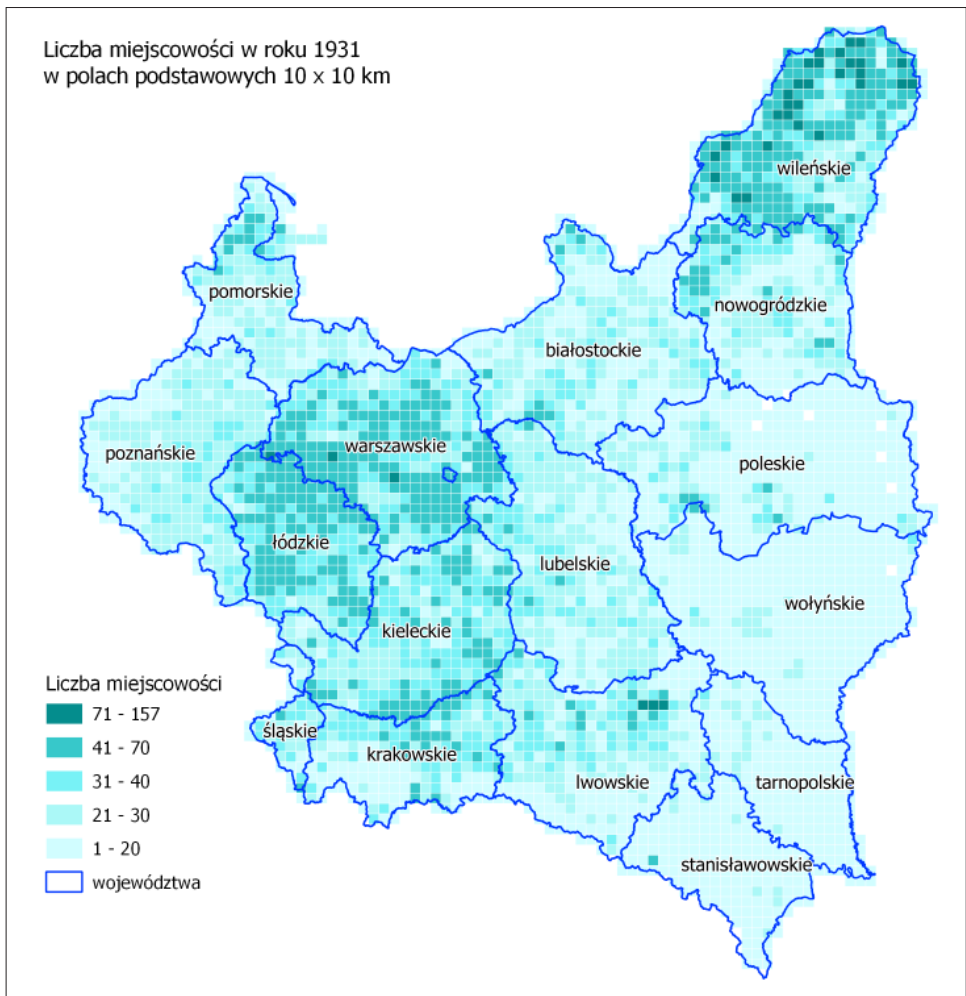 Liczba miejscowości w roku 1931
w polach podstawowych 10 x 10 km
wileńskie
pomorskie
nowogródzkie
białostockie
warszawskie
poznańskie
poleskie
łódzkie
lubelskie
wołyńskie
kieleckie
Liczba miejscowości
71 - 157
41 - 70
31 - 40
21 - 30
1 - 20
województwa
śląskie
krakowskie
lwowskie
tarnopolskie
stanisławowskie